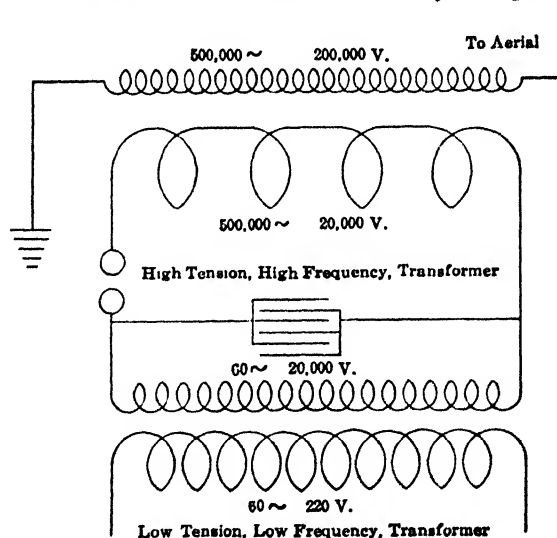 To Aerial
500,000 ~ 200,000 V.
500,000 ~ 20,000 V.
High Tension, High Frequency, Transformer
60 ~ 20,000 V.
60 ~ 220 V.
Low Tension, Low Frequency, Transformer